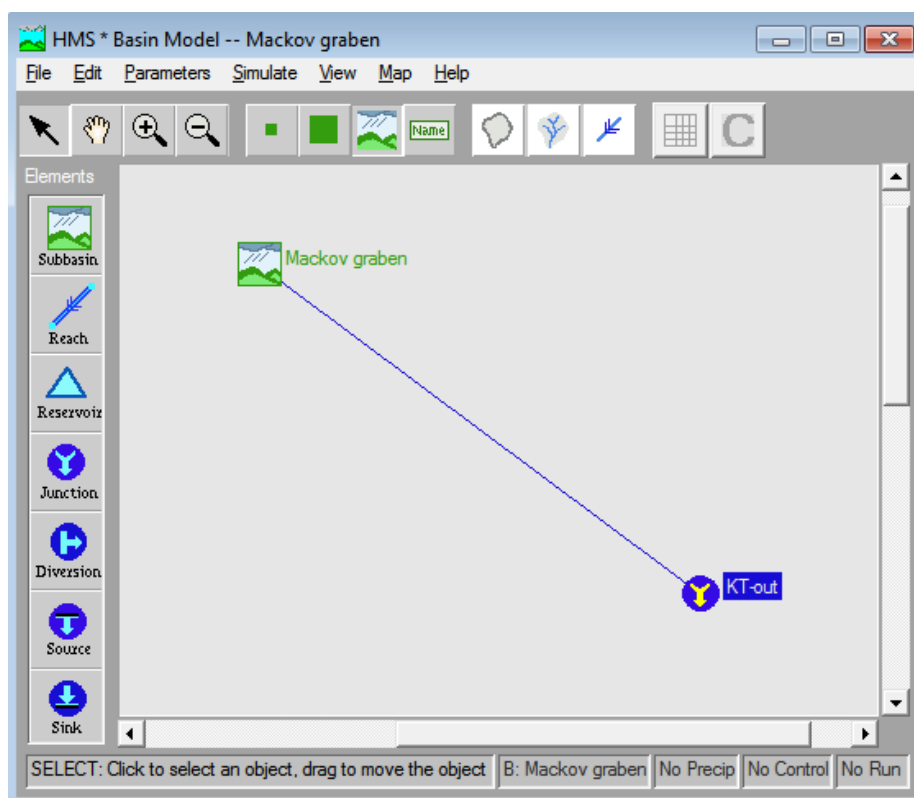 HMS * Basin Model -- Mackov graben
File Edit Parameters Simulate View Map Help
Name
C
Elements
Subbasin
Mackov graben
Reach
Reservoir
Junction
Diversion
KT-out
Source
Sink
SELECT: Click to select an object, drag to move the object B: Mackov graben No Precip No Control No Run